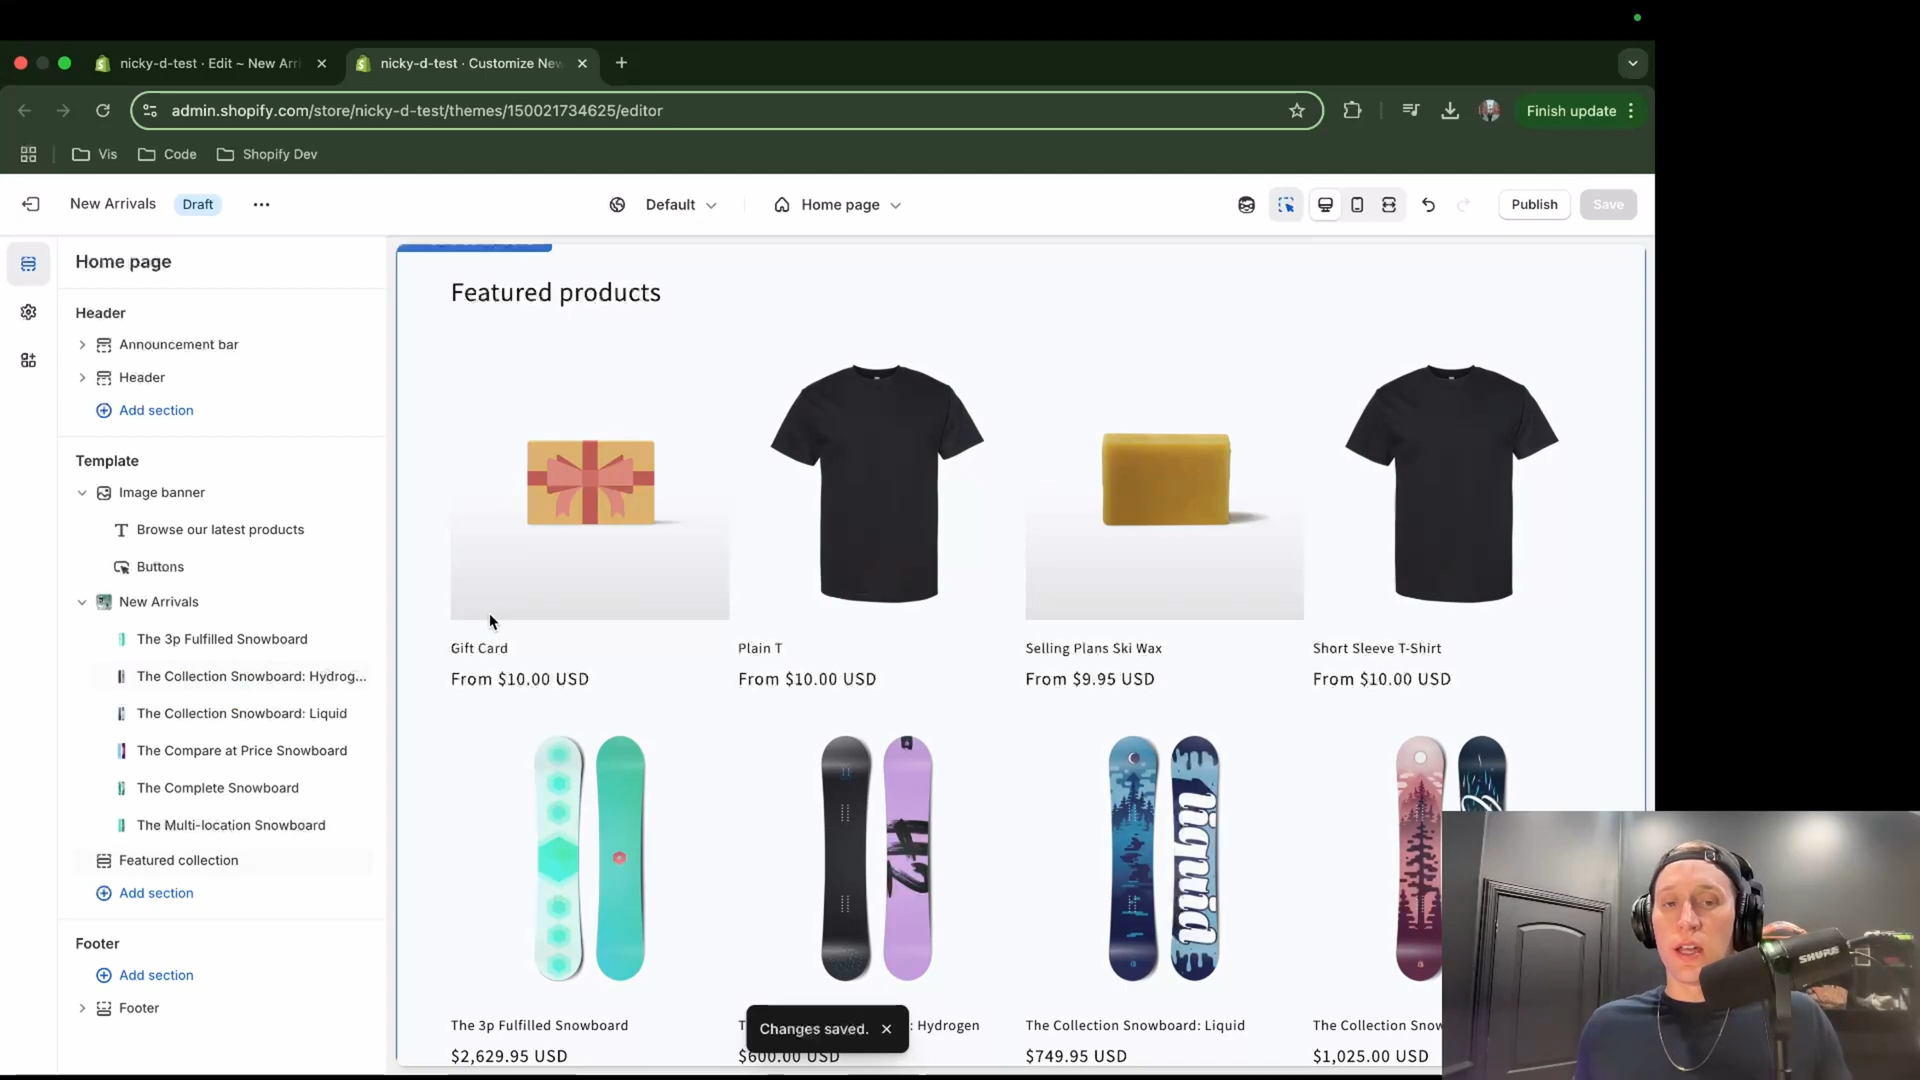 nicky-d-test · Edit ~ New Arri
nicky-d-test · Customize New
admin.shopify.com/store/nicky-d-test/themes/150021734625/editor
Finish update
Vis
Code
Shopify Dev
New Arrivals
Draft
Default
Home page
Publish
Save
Home page
Header
Announcement bar
Header
Add section
Template
Image banner
Browse our latest products
Buttons
New Arrivals
The 3p Fulfilled Snowboard
The Collection Snowboard: Hydrog...
The Collection Snowboard: Liquid
The Compare at Price Snowboard
The Complete Snowboard
The Multi-location Snowboard
Featured collection
Add section
Footer
Add section
Footer
Featured products
Gift Card
From $10.00 USD
Plain T
From $10.00 USD
Selling Plans Ski Wax
From $9.95 USD
Short Sleeve T-Shirt
From $10.00 USD
liquid
The 3p Fulfilled Snowboard
$2,629.95 USD
: Hydrogen
$600.00 USD
The Collection Snowboard: Liquid
$749.95 USD
The Collection Snow
$1,025.00 USD
Changes saved.
SHURE